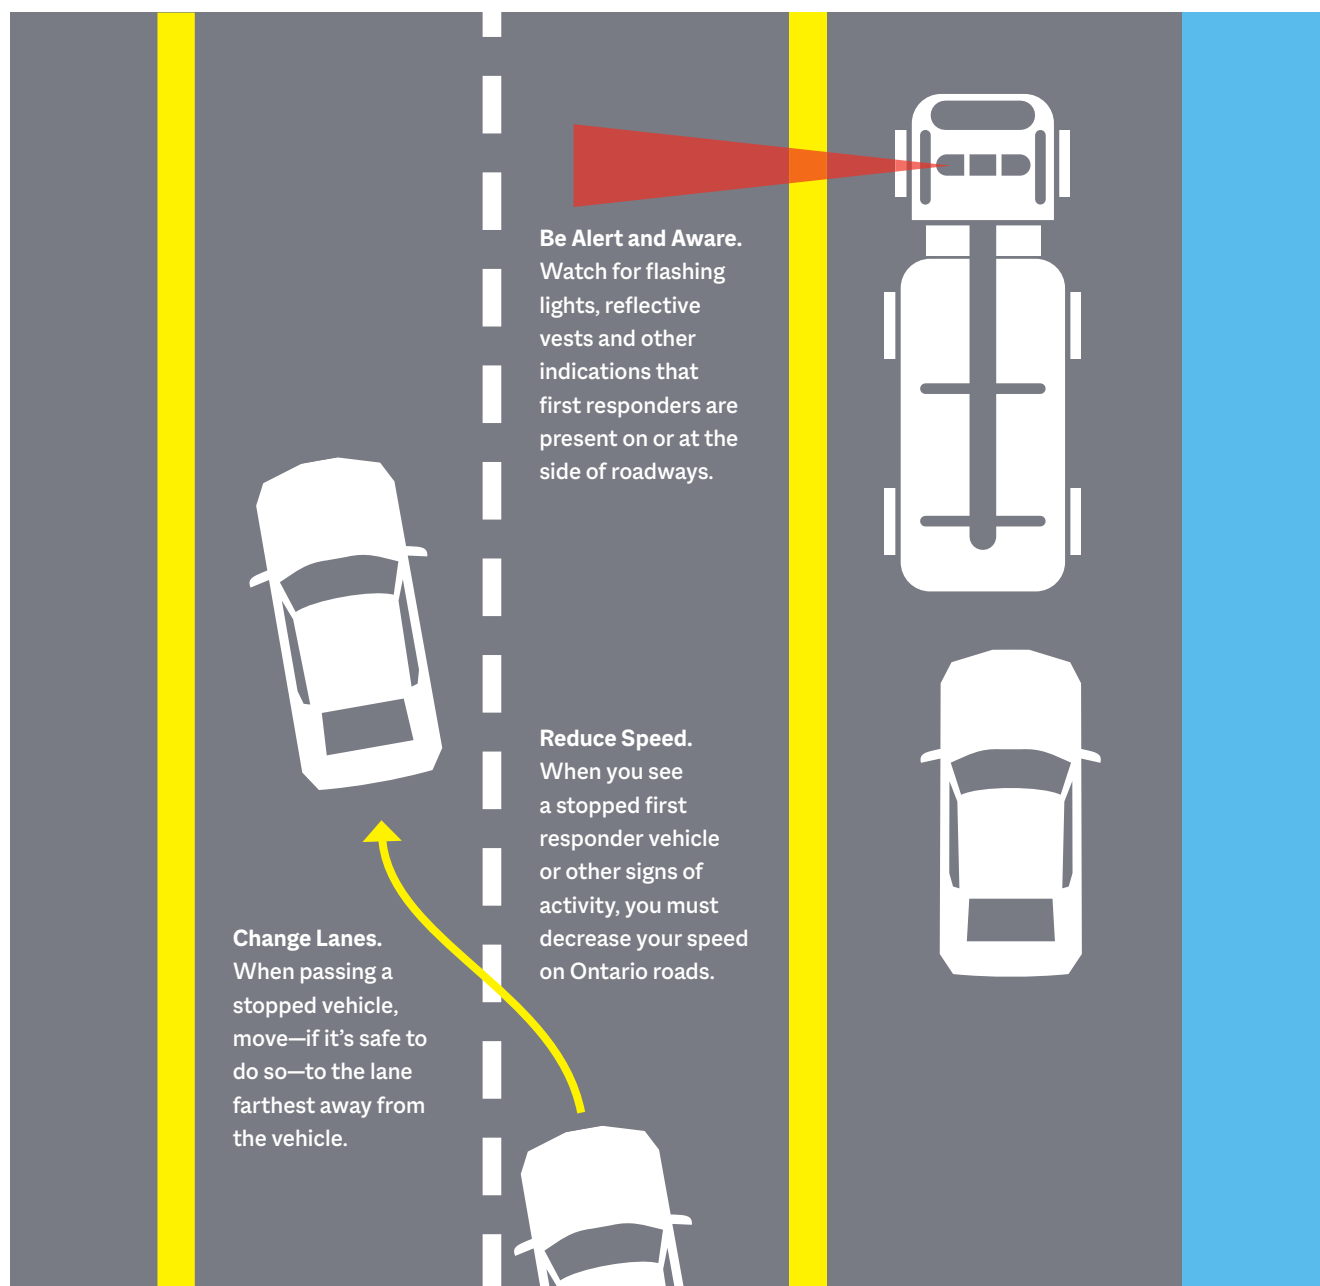 Be Alert and Aware.
Watch for flashing
lights, reflective
vests and other
indications that
first responders are
present on or at the
side of roadways.
Reduce Speed.
When you see
a stopped first
responder vehicle
or other signs of
activity, you must
decrease your speed
on Ontario roads.
Change Lanes.
When passing a
stopped vehicle,
move—if it’s safe to
do so—to the lane
farthest away from
the vehicle.